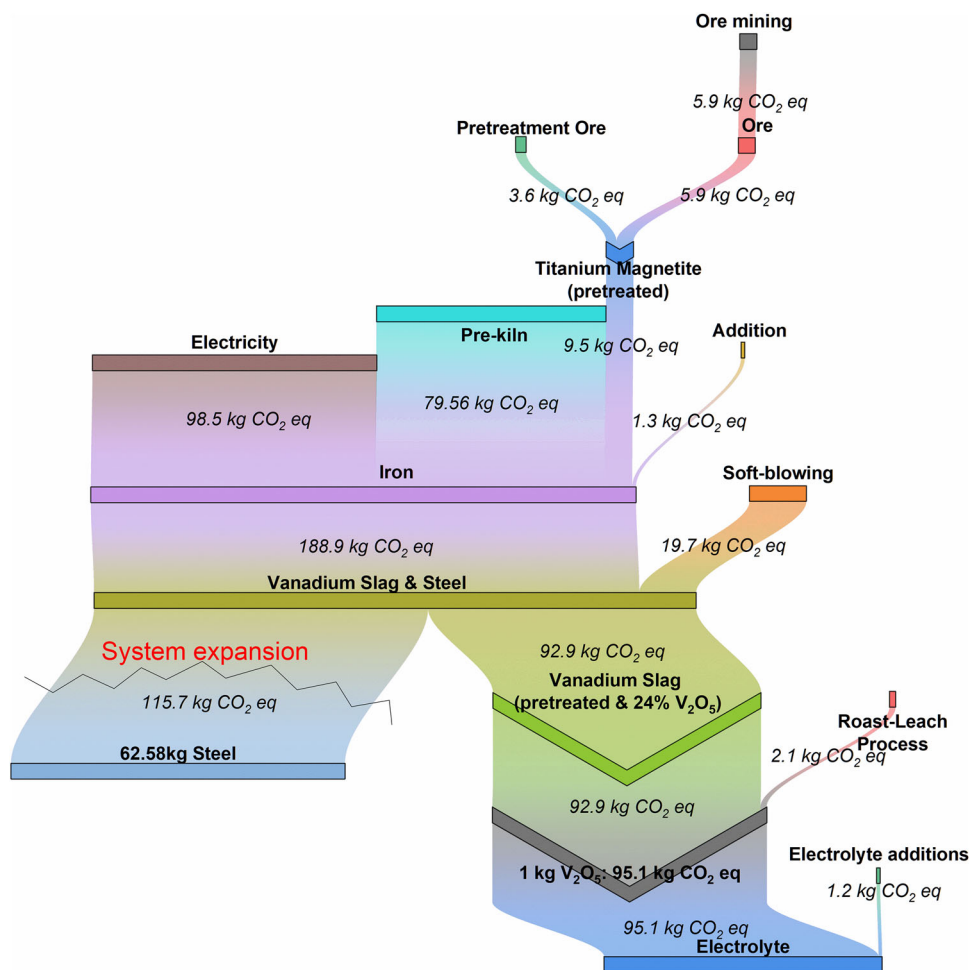 Ore mining
5.9 kg CO₂ eq
Pretreatment Ore
Ore
3.6 kg CO₂ eq
5.9 kg CO₂ eq
Titanium Magnetite
(pretreated)
Pre-kiln
9.5 kg CO₂ eq
Addition
Electricity
79.56 kg CO₂ eq
98.5 kg CO₂ eq
1.3 kg CO₂ eq
Iron
Soft-blowing
188.9 kg CO₂ eq
19.7 kg CO₂ eq
Vanadium Slag & Steel
System expansion
92.9 kg CO₂ eq
Vanadium Slag
(pretreated & 24% V₂O₅)
115.7 kg CO₂ eq
62.58kg Steel
Roast-Leach
Process
2.1 kg CO₂ eq
92.9 kg CO₂ eq
Electrolyte additions
1 kg V₂O₅: 95.1 kg CO₂ eq
1.2 kg CO₂ eq
95.1 kg CO₂ eq
Electrolyte